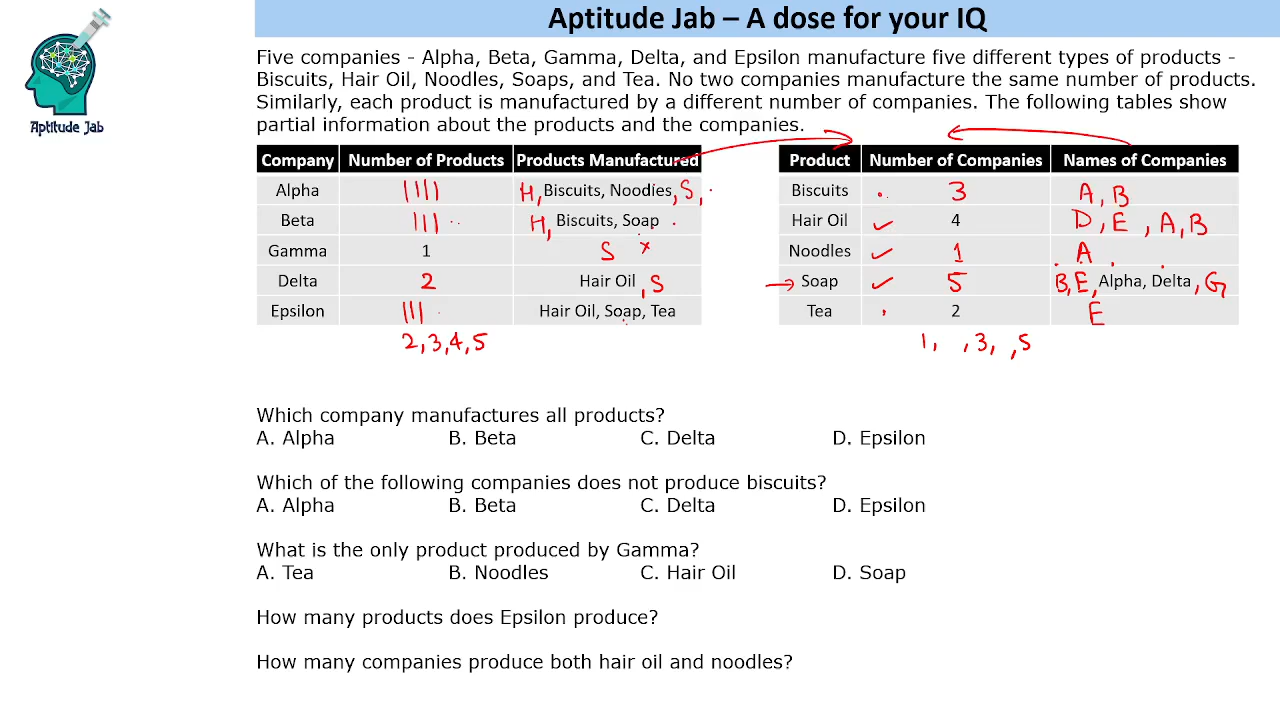 Aptitude Jab – A dose for your IQ
Aptitude Jab
Five companies - Alpha, Beta, Gamma, Delta, and Epsilon manufacture five different types of products -
Biscuits, Hair Oil, Noodles, Soaps, and Tea. No two companies manufacture the same number of products.
Similarly, each product is manufactured by a different number of companies. The following tables show
partial information about the products and the companies.
Company Number of Products Products Manufactured
Alpha |||| H, Biscuits, Noodles, S,
Beta ||| H, Biscuits, Soap
Gamma 1 S x
Delta 2 Hair Oil, S
Epsilon ||| Hair Oil, Soap, Tea
2, 3, 4, 5
Product Number of Companies Names of Companies
Biscuits 3 A, B
Hair Oil ✓ 4 D, E, A, B
Noodles ✓ 1 A
Soap ✓ 5 B, E, Alpha, Delta, G
Tea 2 E
1, , 3, , 5
Which company manufactures all products?
A. Alpha B. Beta C. Delta D. Epsilon
Which of the following companies does not produce biscuits?
A. Alpha B. Beta C. Delta D. Epsilon
What is the only product produced by Gamma?
A. Tea B. Noodles C. Hair Oil D. Soap
How many products does Epsilon produce?
How many companies produce both hair oil and noodles?